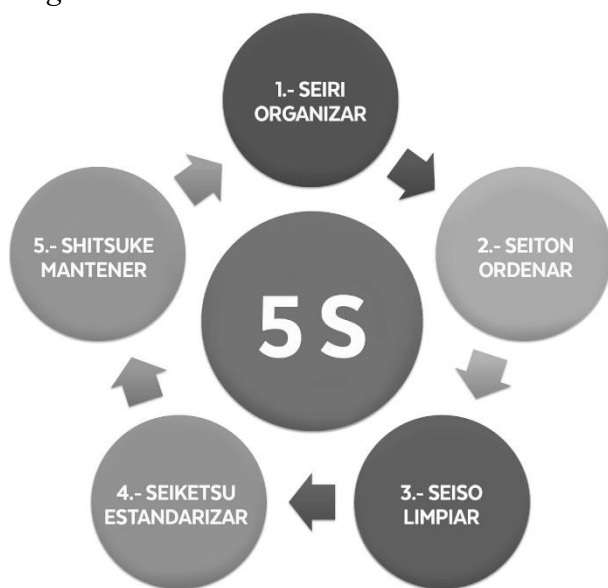 1.- SEIRI
ORGANIZAR
2.- SEITON
ORDENAR
3.- SEISO
LIMPIAR
4.- SEIKETSU
ESTANDARIZAR
5.- SHITSUKE
MANTENER
5 S